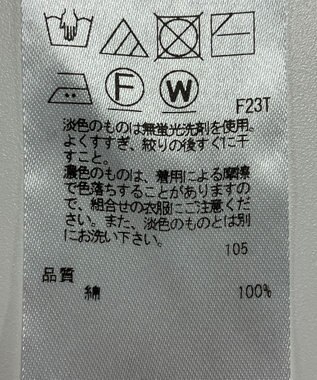 F W
F23T
淡色のものは無蛍光洗剤を使用。
よくすすぎ、絞りの後すぐに干
すこと。
濃色のものは、着用による摩擦
で色落ちすることがありますの
で、組合せの衣服にご注意くだ
さい。また、淡色のものとは別
にお洗い下さい。
105
品質
綿 100%